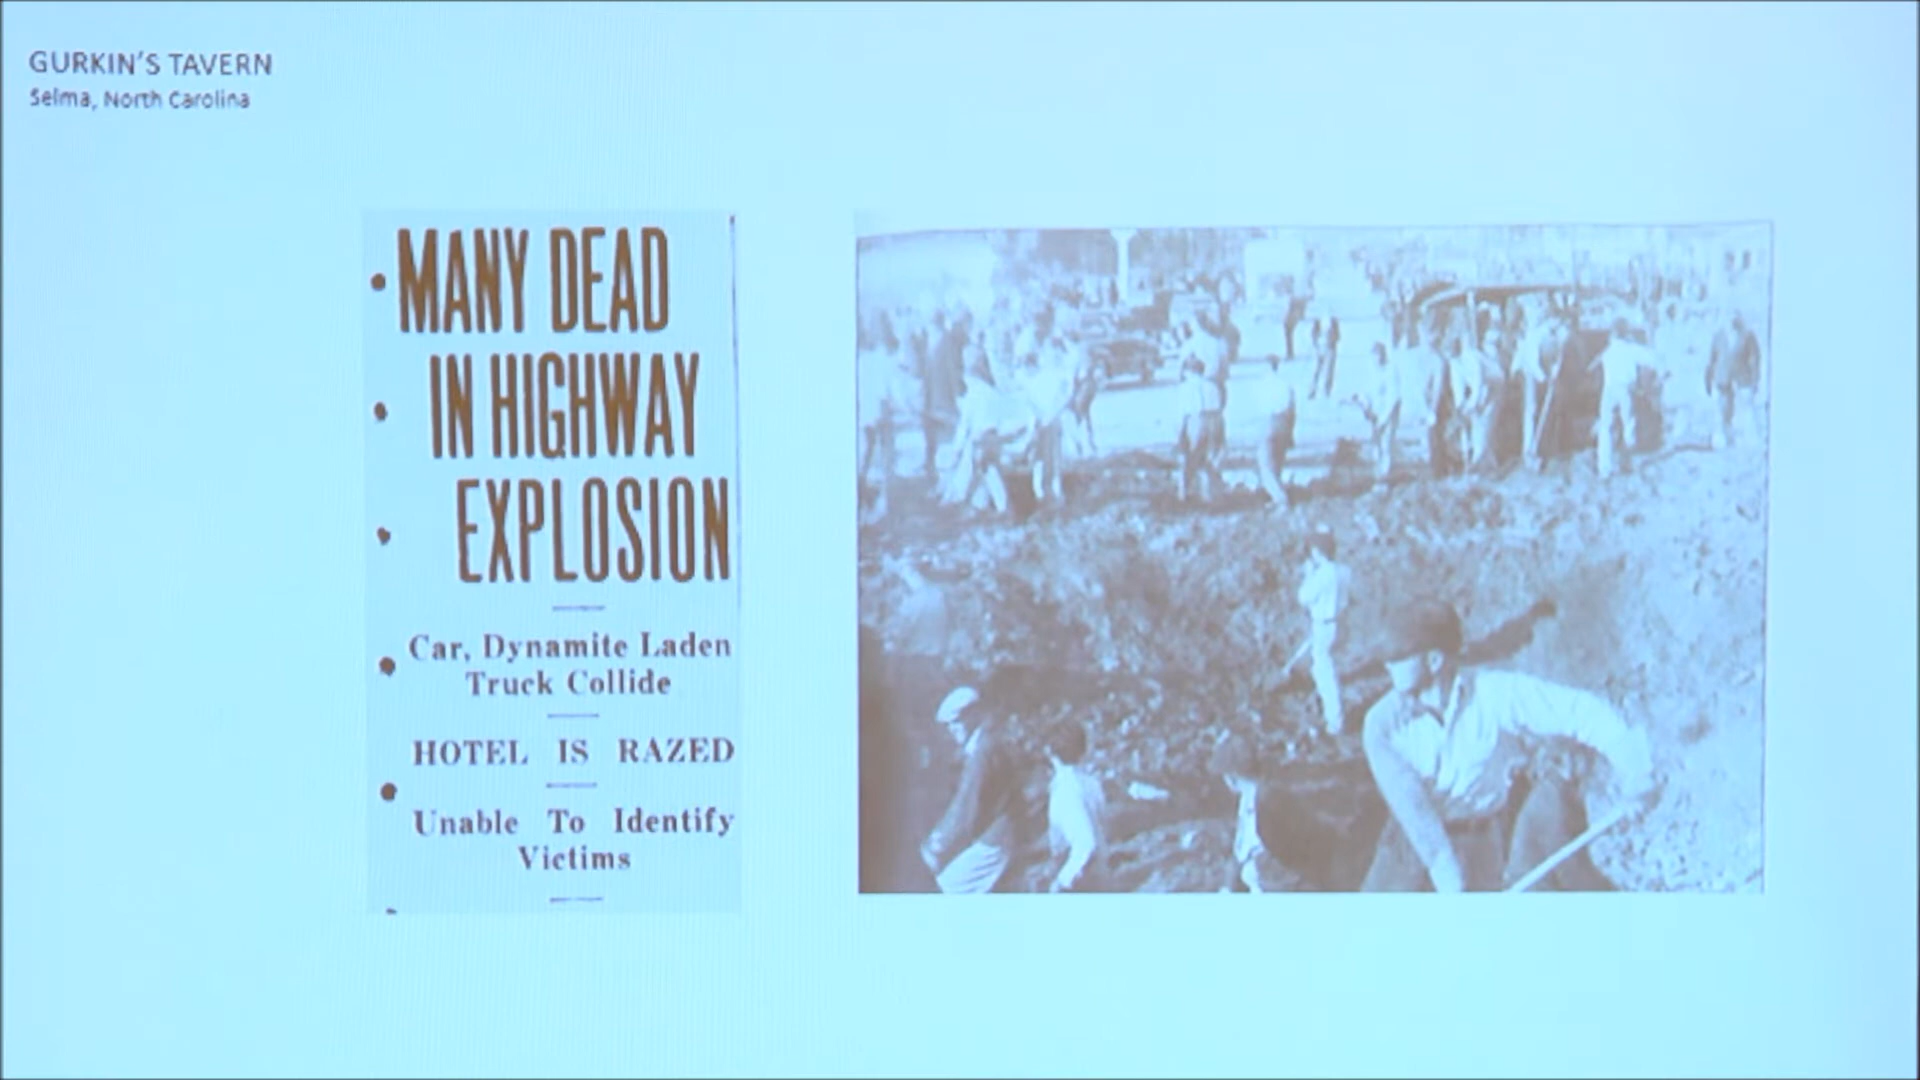 GURKIN'S TAVERN
Selma, North Carolina
MANY DEAD
IN HIGHWAY
EXPLOSION
Car, Dynamite Laden
Truck Collide
HOTEL IS RAZED
Unable To Identify
Victims